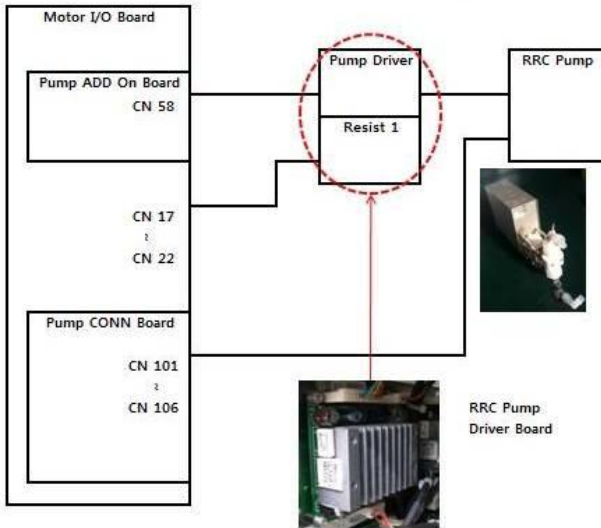 Motor I/O Board
Pump ADD On Board
CN 58
Pump Driver
Resist 1
RRC Pump
CN 17
~
CN 22
Pump CONN Board
CN 101
~
CN 106
RRC Pump
Driver Board